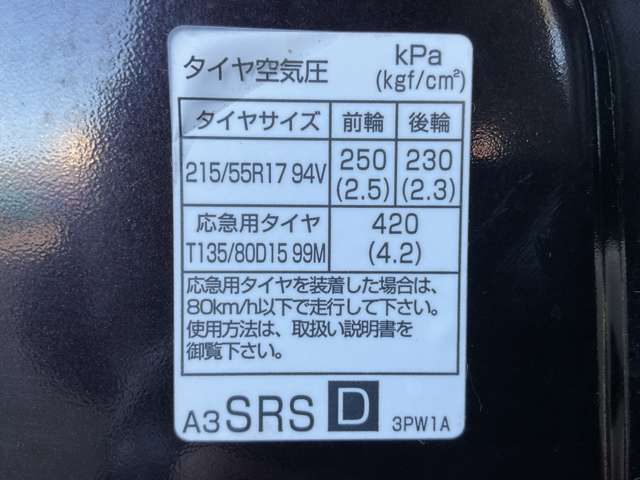 タイヤ空気圧 kPa
(kgf/cm²)
タイヤサイズ 前輪 後輪
215/55R17 94V 250 230
(2.5) (2.3)
応急用タイヤ 420
T135/80D15 99M (4.2)
応急用タイヤを装着した場合は、
80km/h以下で走行して下さい。
使用方法は、取扱い説明書を
御覧下さい。
A3 SRS D 3PW1A